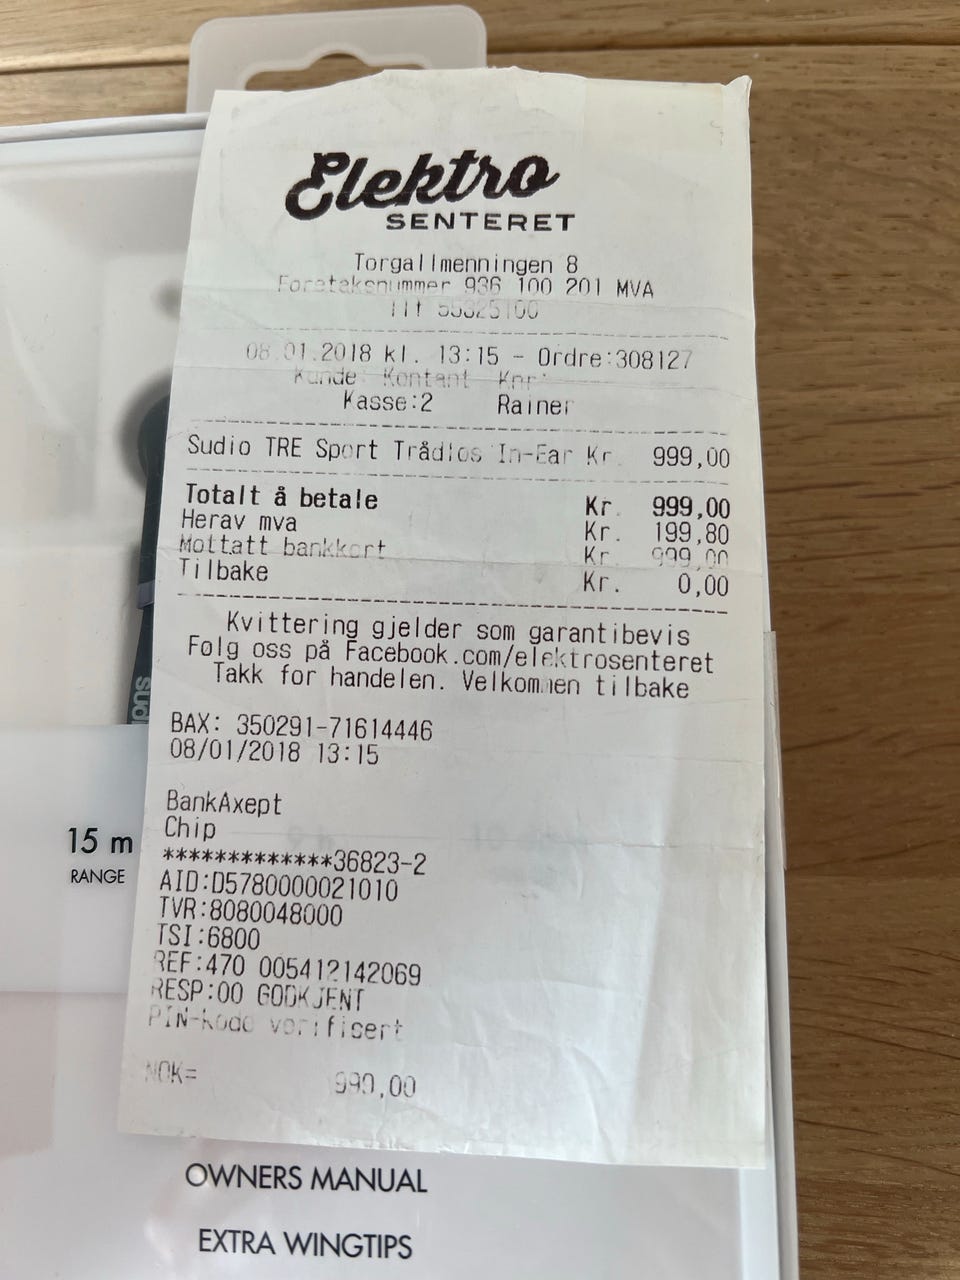 Elektro
SENTERET
Torgallmenningen 8
Foretaksnummer 936 100 201 MVA
Tlf 55325100
08.01.2018 kl. 13:15 - Ordre:308127
Kunde: Kontant Knr:
Kasse:2 Rainer
Sudio TRE Sport Trådløs In-Ear Kr. 999,00
Totalt å betale Kr. 999,00
Herav mva Kr. 199,80
Mottatt bankkort Kr. 999,00
Tilbake Kr. 0,00
Kvittering gjelder som garantibevis
Følg oss på Facebook.com/elektrosenteret
Takk for handelen. Velkommen tilbake
BAX: 350291-71614446
08/01/2018 13:15
BankAxept
Chip
*************36823-2
AID:D5780000021010
TVR:8080048000
TSI:6800
REF:470 005412142069
RESP:00 GODKJENT
PIN-kode verifisert
NOK= 999,00
15 m
RANGE
OWNERS MANUAL
EXTRA WINGTIPS